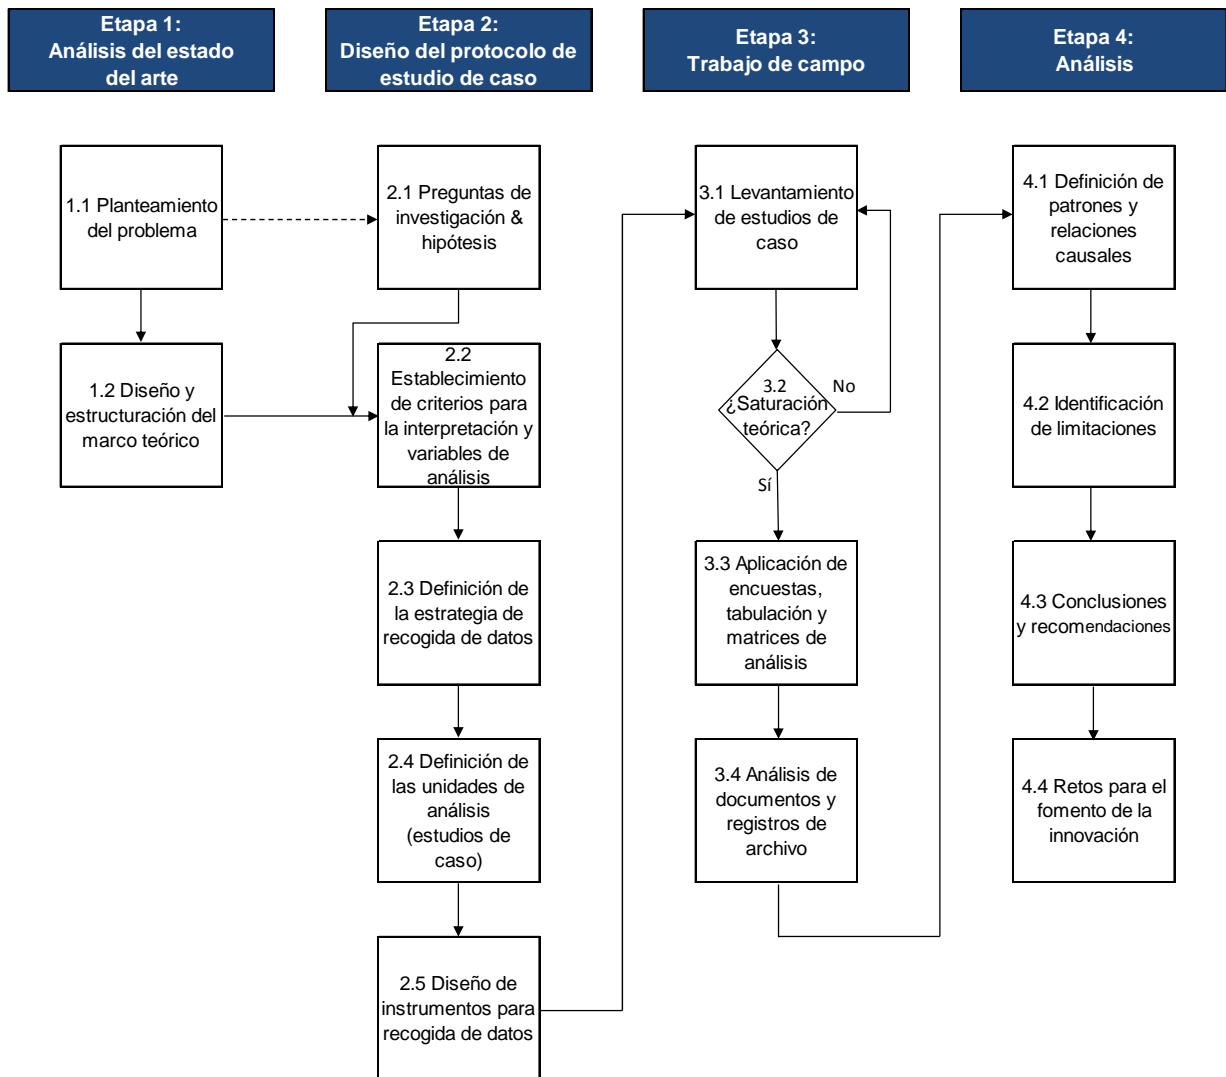 Etapa 1:
Análisis del estado
del arte
Etapa 2:
Diseño del protocolo de
estudio de caso
Etapa 3:
Trabajo de campo
Etapa 4:
Análisis
1.1 Planteamiento
del problema
1.2 Diseño y
estructuración del
marco teórico
2.1 Preguntas de
investigación &
hipótesis
2.2
Establecimiento
de criterios para
la interpretación y
variables de
análisis
2.3 Definición de
la estrategia de
recogida de datos
2.4 Definición de
las unidades de
análisis
(estudios de
caso)
2.5 Diseño de
instrumentos para
recogida de datos
3.1 Levantamiento
de estudios de
caso
3.2
¿Saturación
teórica?
No
Sí
3.3 Aplicación de
encuestas,
tabulación y
matrices de
análisis
3.4 Análisis de
documentos y
registros de
archivo
4.1 Definición de
patrones y
relaciones
causales
4.2 Identificación
de limitaciones
4.3 Conclusiones
y recomendaciones
4.4 Retos para el
fomento de la
innovación